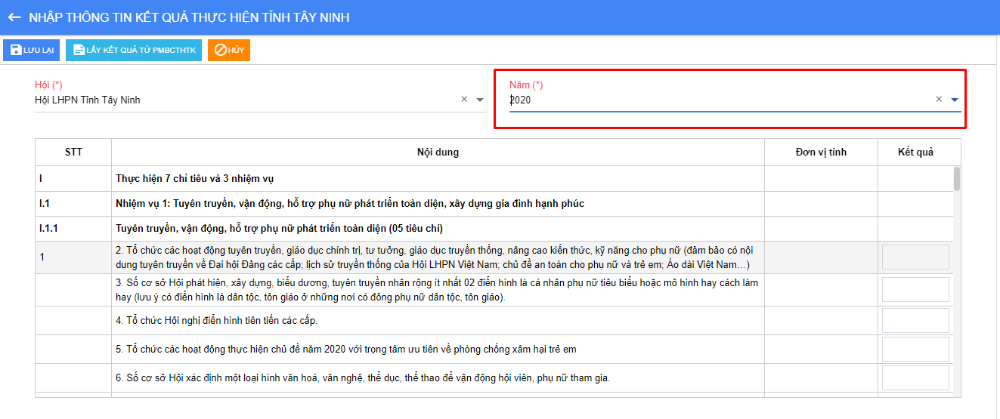 NHẬP THÔNG TIN KẾT QUẢ THỰC HIỆN TỈNH TÂY NINH
LƯU LẠI LẤY KẾT QUẢ TỪ PMBCTHTK HỦY
Hội (*)
Hội LHPN Tỉnh Tây Ninh
Năm (*)
2020
STT Nội dung Đơn vị tính Kết quả
I Thực hiện 7 chỉ tiêu và 3 nhiệm vụ
I.1 Nhiệm vụ 1: Tuyên truyền, vận động, hỗ trợ phụ nữ phát triển toàn diện, xây dựng gia đình hạnh phúc
I.1.1 Tuyên truyền, vận động, hỗ trợ phụ nữ phát triển toàn diện (05 tiêu chí)
1 2. Tổ chức các hoạt động tuyên truyền, giáo dục chính trị, tư tưởng, giáo dục truyền thống, nâng cao kiến thức, kỹ năng cho phụ nữ (đảm bảo có nội
dung tuyên truyền về Đại hội Đảng các cấp; lịch sử truyền thống của Hội LHPN Việt Nam; chủ đề an toàn cho phụ nữ và trẻ em; Áo dài Việt Nam…)
3. Số cơ sở Hội phát hiện, xây dựng, biểu dương, tuyên truyền nhân rộng ít nhất 02 điển hình là cá nhân phụ nữ tiêu biểu hoặc mô hình hay cách làm
hay (lưu ý có điển hình là dân tộc, tôn giáo ở những nơi có đông phụ nữ dân tộc, tôn giáo).
4. Tổ chức Hội nghị điển hình tiên tiến các cấp.
5. Tổ chức các hoạt động thực hiện chủ đề năm 2020 với trọng tâm ưu tiên về phòng chống xâm hại trẻ em
6. Số cơ sở Hội xác định một loại hình văn hoá, văn nghệ, thể dục, thể thao để vận động hội viên, phụ nữ tham gia.